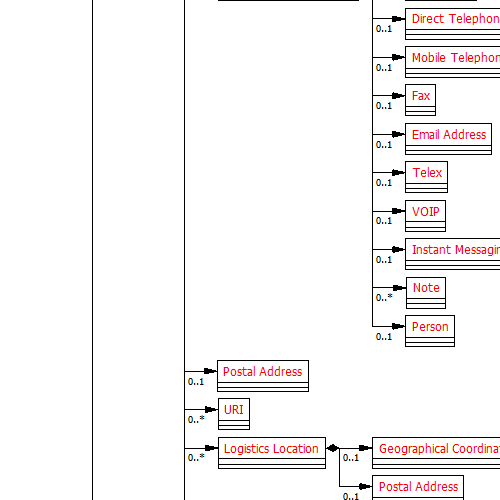 Direct Telephon
0..1
Mobile Telephon
0..1
Fax
0..1
Email Address
0..1
Telex
0..1
VOIP
0..1
Instant Messagin
0..1
Note
0..*
Person
0..1
Postal Address
0..1
URI
0..*
Logistics Location
0..*
Geographical Coordina
0..1
Postal Address
0..1